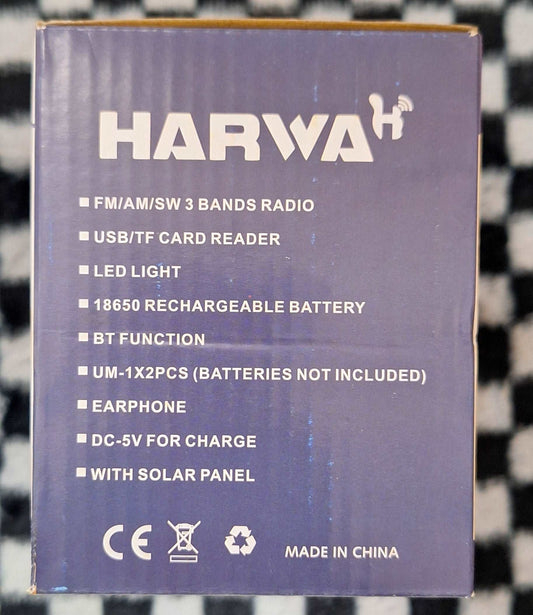 HARWA H
FM/AM/SW 3 BANDS RADIO
USB/TF CARD READER
LED LIGHT
18650 RECHARGEABLE BATTERY
BT FUNCTION
UM-1X2PCS (BATTERIES NOT INCLUDED)
EARPHONE
DC-5V FOR CHARGE
WITH SOLAR PANEL
CE MADE IN CHINA